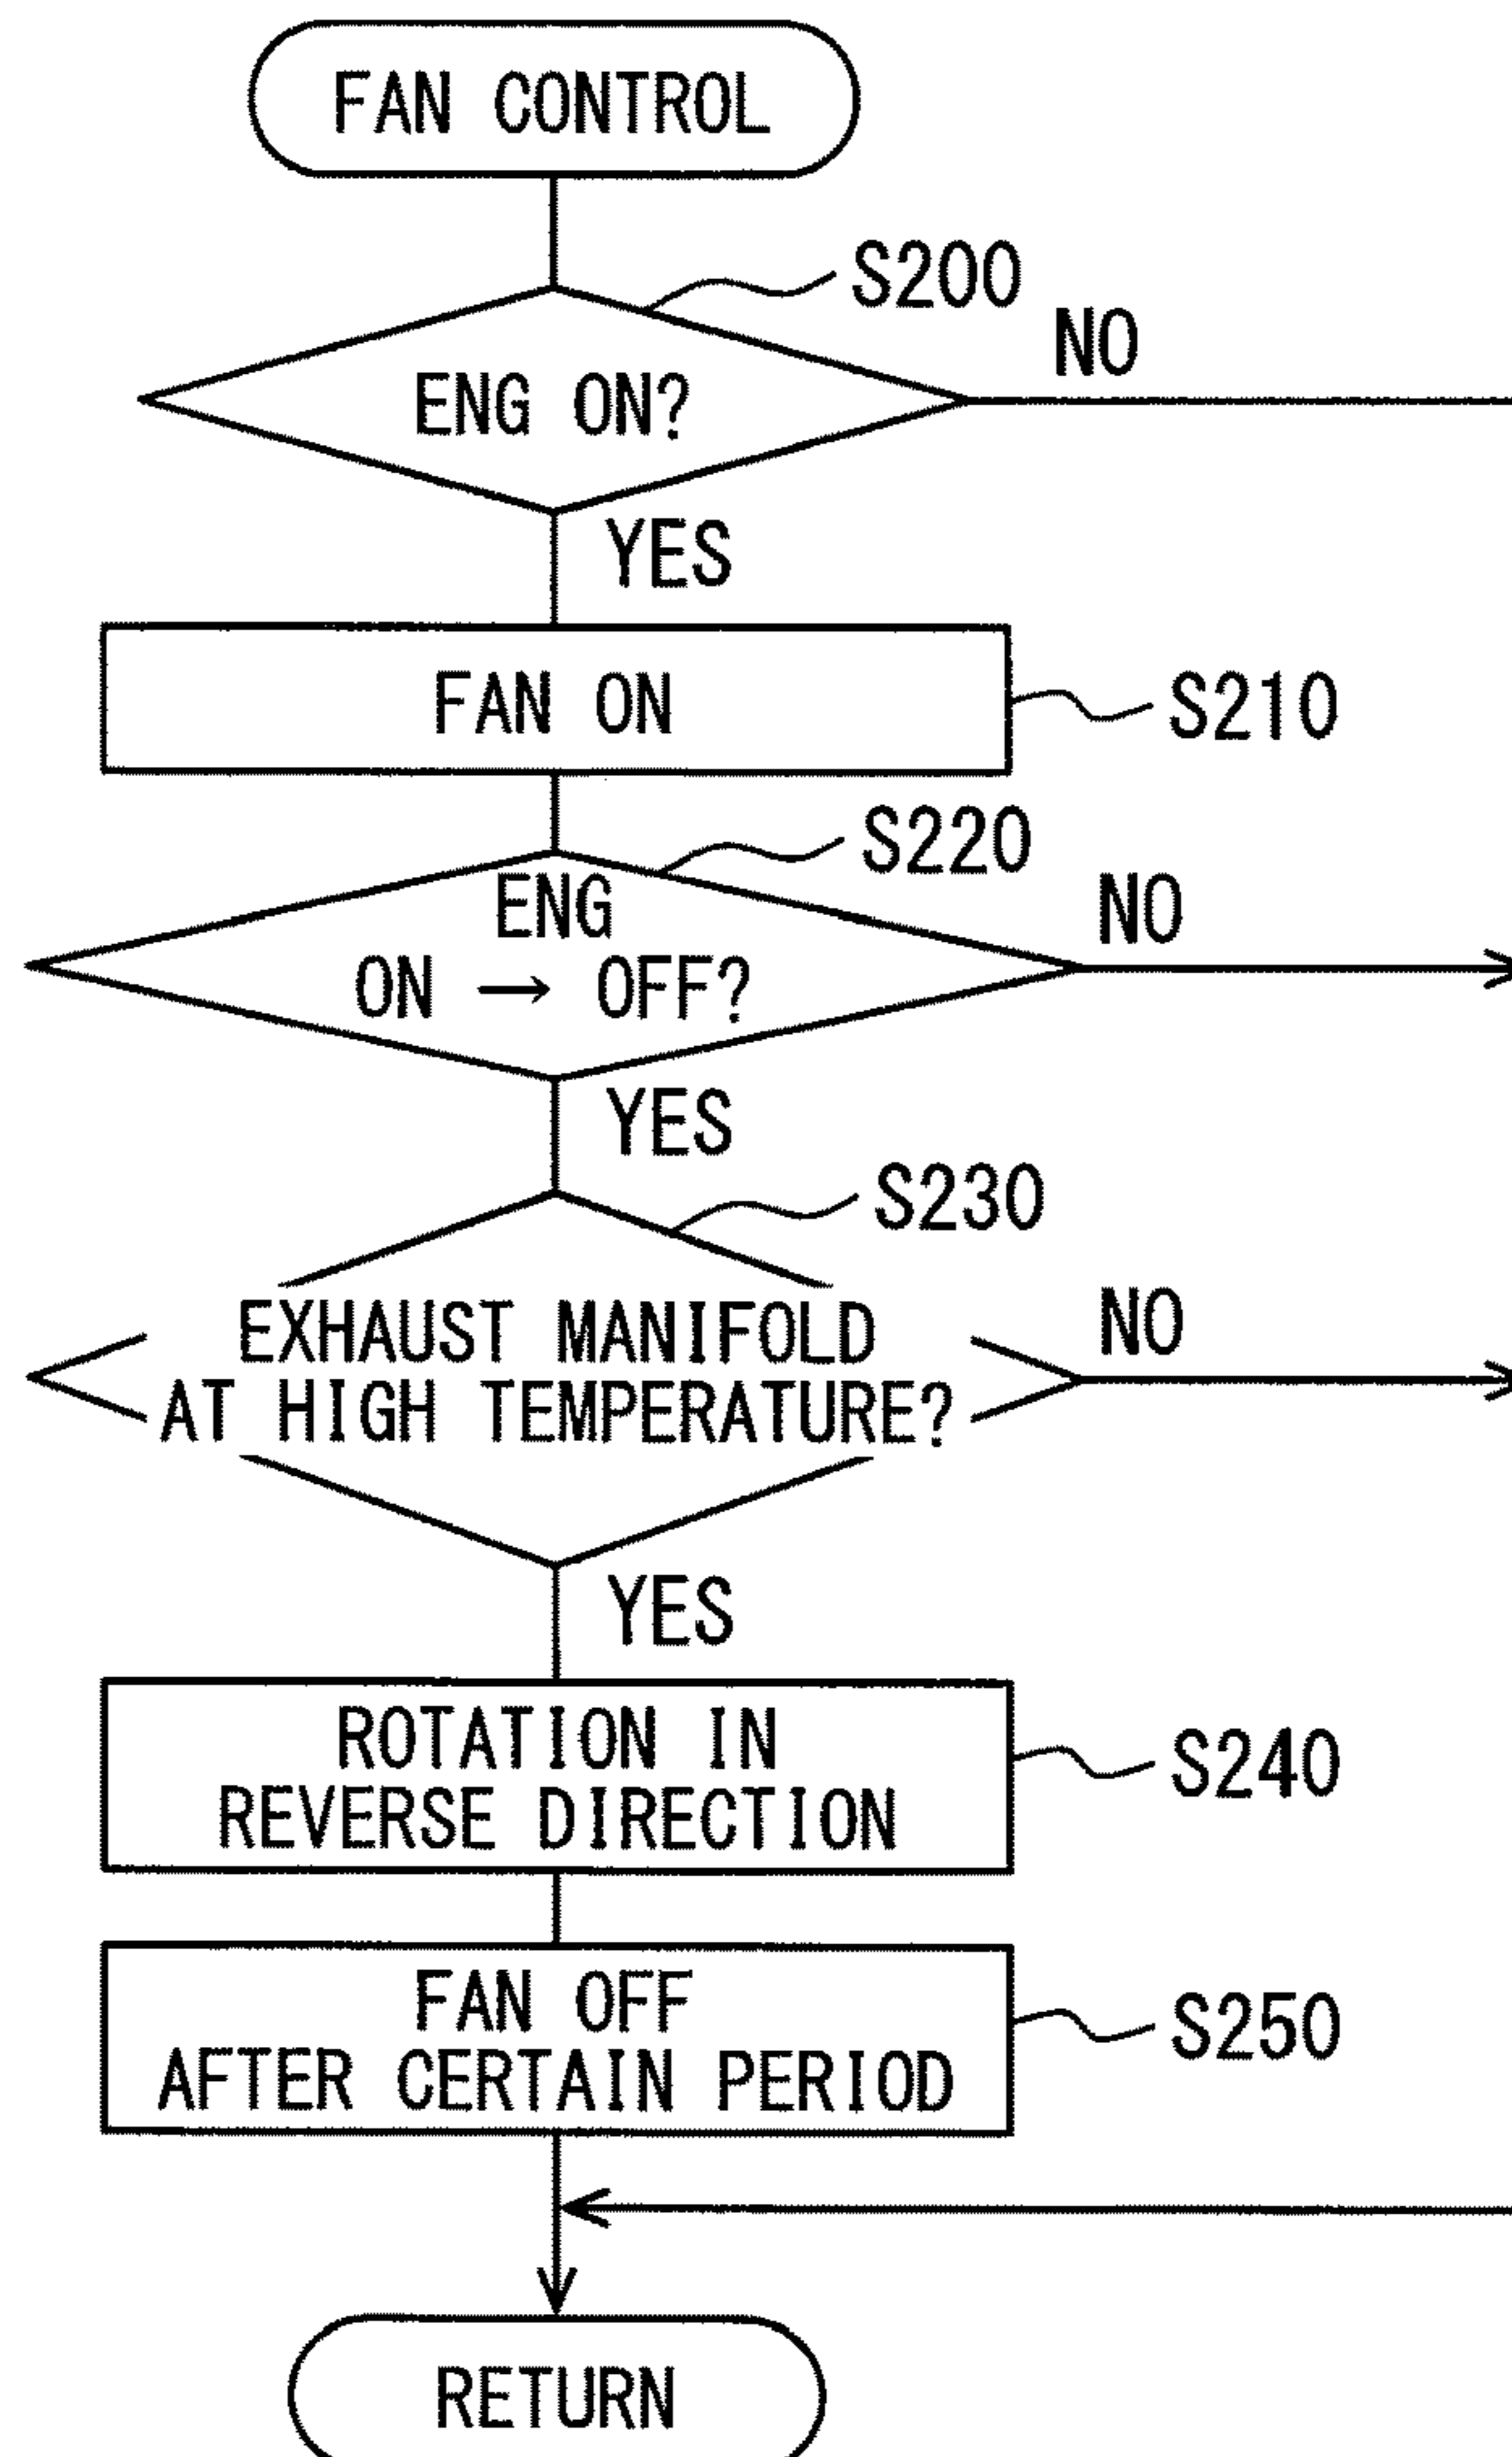 FAN CONTROL
S200
ENG ON?
NO
YES
FAN ON
S210
S220
ENG
ON → OFF?
NO
YES
S230
EXHAUST MANIFOLD
AT HIGH TEMPERATURE?
NO
YES
ROTATION IN
REVERSE DIRECTION
S240
FAN OFF
AFTER CERTAIN PERIOD
S250
RETURN